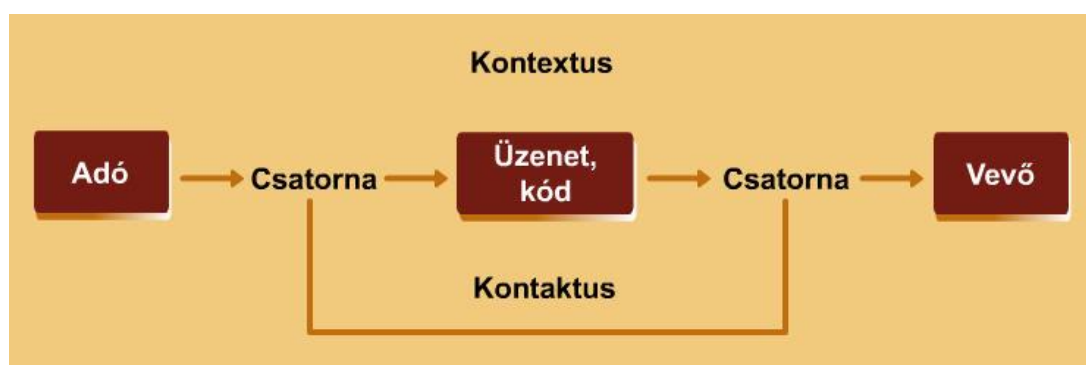 Kontextus
Adó
Csatorna
Üzenet,
kód
Csatorna
Vevő
Kontaktus